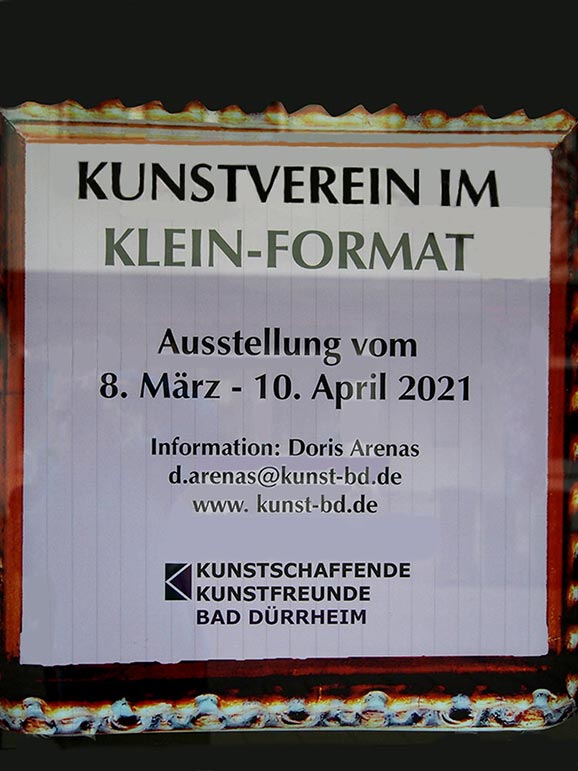 KUNSTVEREIN IM
KLEIN-FORMAT
Ausstellung vom
8. März - 10. April 2021
Information: Doris Arenas
d.arenas@kunst-bd.de
www. kunst-bd.de
KUNSTSCHAFFENDE
KUNSTFREUNDE
BAD DÜRRHEIM